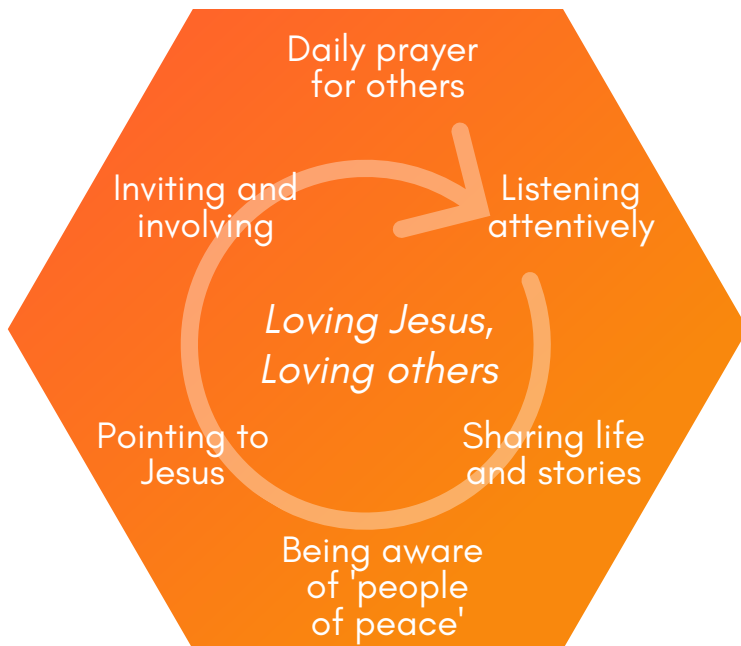 Daily prayer
for others
Listening
attentively
Sharing life
and stories
Being aware
of 'people
of peace'
Pointing to
Jesus
Inviting and
involving
Loving Jesus,
Loving others